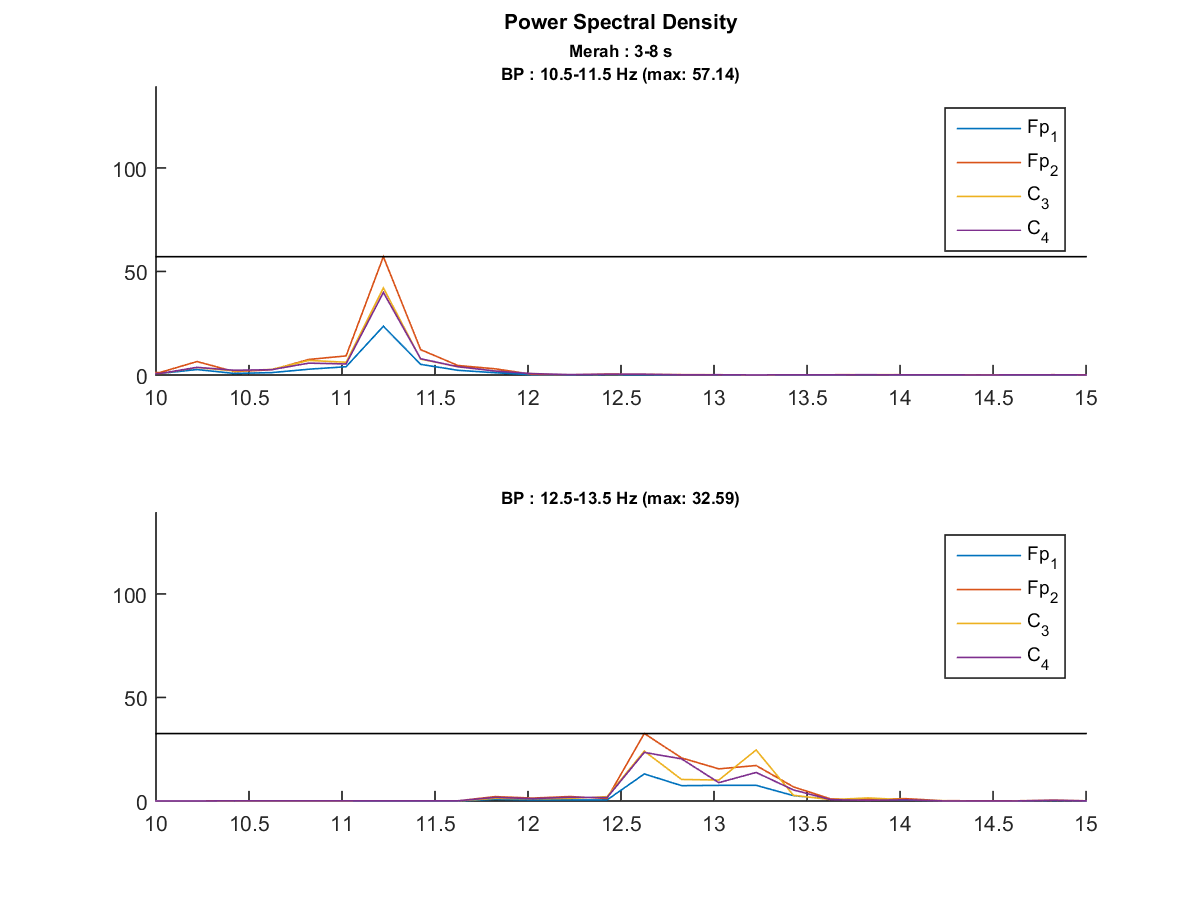 Power Spectral Density
Merah : 3-8 s
BP : 10.5-11.5 Hz (max: 57.14)
Fp1
Fp2
C3
C4
100
50
0
10 10.5 11 11.5 12 12.5 13 13.5 14 14.5 15
BP : 12.5-13.5 Hz (max: 32.59)
Fp1
Fp2
C3
C4
100
50
0
10 10.5 11 11.5 12 12.5 13 13.5 14 14.5 15